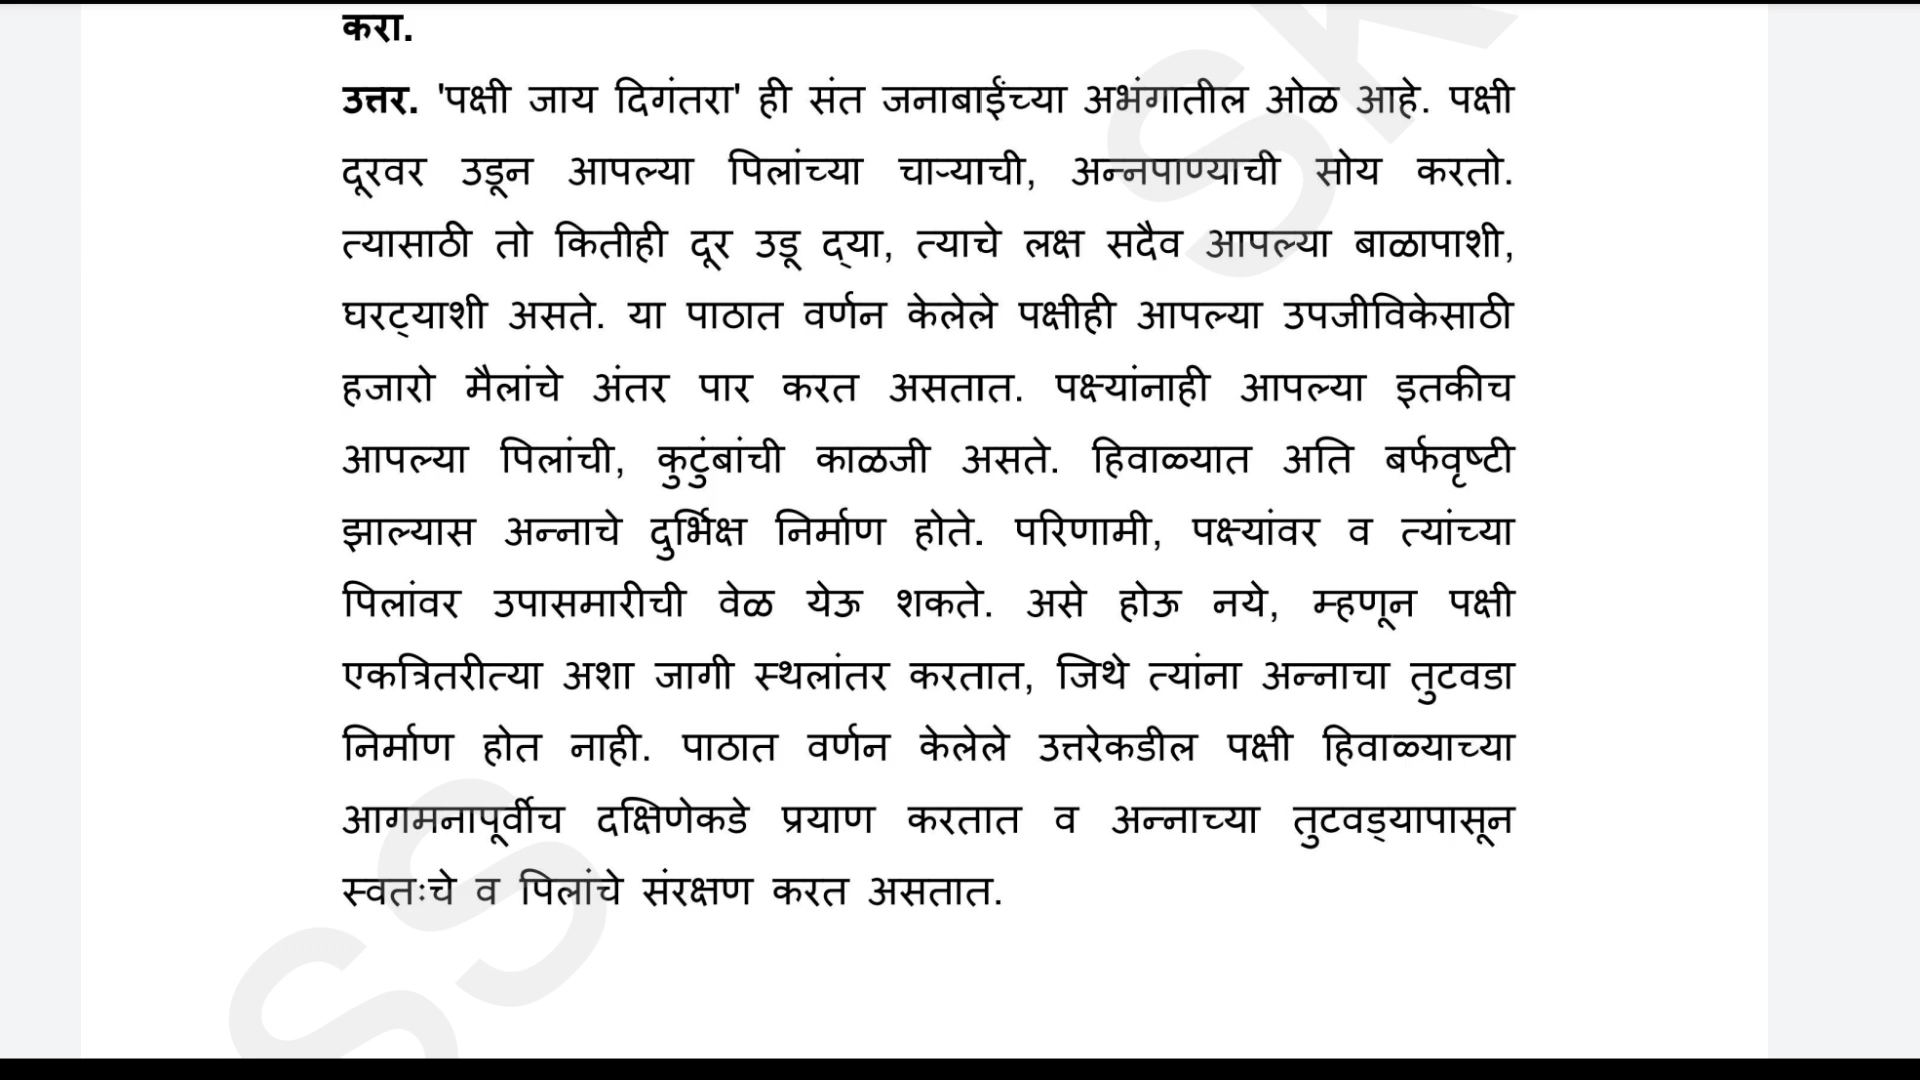 करा.
उत्तर. 'पक्षी जाय दिगंतरा' ही संत जनाबाईंच्या अभंगातील ओळ आहे. पक्षी
दूरवर उडून आपल्या पिलांच्या चाऱ्याची, अन्नपाण्याची सोय करतो.
त्यासाठी तो कितीही दूर उडू द्‌या, त्याचे लक्ष सदैव आपल्या बाळापाशी,
घरट्याशी असते. या पाठात वर्णन केलेले पक्षीही आपल्या उपजीविकेसाठी
हजारो मैलांचे अंतर पार करत असतात. पक्ष्यांनाही आपल्या इतकीच
आपल्या पिलांची, कुटुंबांची काळजी असते. हिवाळ्यात अति बर्फवृष्टी
झाल्यास अन्नाचे दुर्भिक्ष निर्माण होते. परिणामी, पक्ष्यांवर व त्यांच्या
पिलांवर उपासमारीची वेळ येऊ शकते. असे होऊ नये, म्हणून पक्षी
एकत्रितरीत्या अशा जागी स्थलांतर करतात, जिथे त्यांना अन्नाचा तुटवडा
निर्माण होत नाही. पाठात वर्णन केलेले उत्तरेकडील पक्षी हिवाळ्याच्या
आगमनापूर्वीच दक्षिणेकडे प्रयाण करतात व अन्नाच्या तुटवड्यापासून
स्वतःचे व पिलांचे संरक्षण करत असतात.
SK
SS